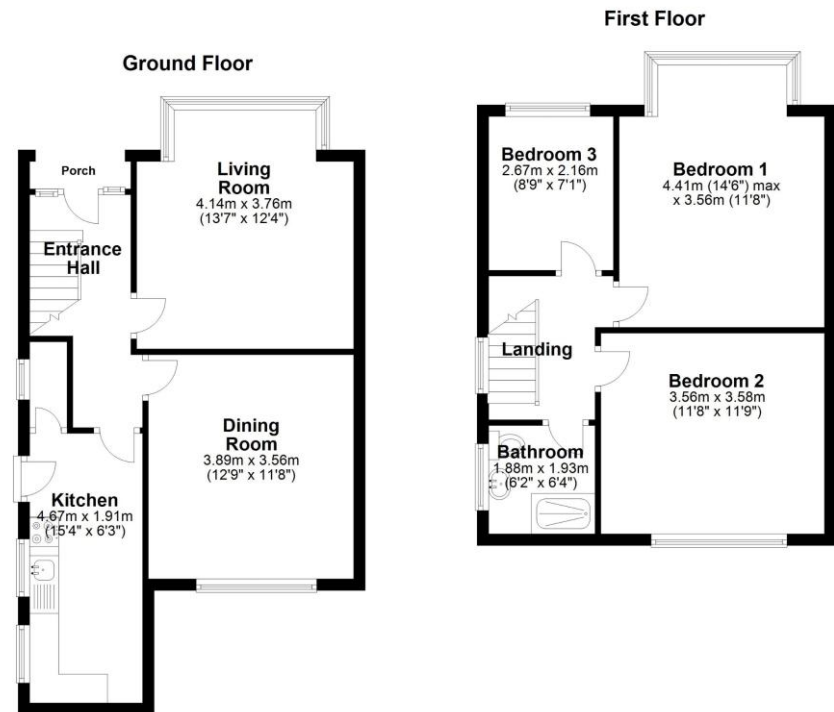 Ground Floor
Porch
Living
Room
4.14m x 3.76m
(13'7" x 12'4")
Entrance
Hall
Dining
Room
3.89m x 3.56m
(12'9" x 11'8")
Kitchen
4.67m x 1.91m
(15'4" x 6'3")
First Floor
Bedroom 3
2.67m x 2.16m
(8'9" x 7'1")
Bedroom 1
4.41m (14'6") max
x 3.56m (11'8")
Landing
Bedroom 2
3.56m x 3.58m
(11'8" x 11'9")
Bathroom
1.88m x 1.93m
(6'2" x 6'4")